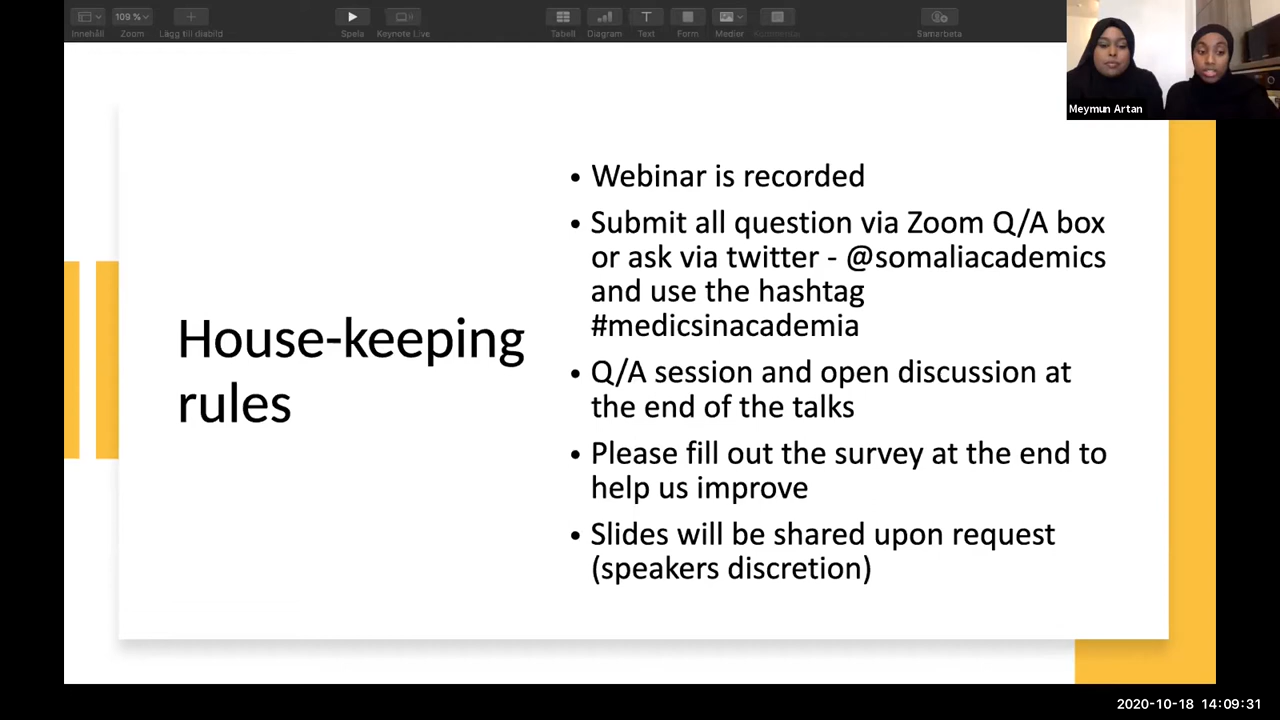 109 %
Innehåll
Zoom
Lägg till diabild
Spela
Keynote Live
Tabell
Diagram
Text
Form
Medier
Kommentar
Samarbeta
Meymun Artan
House-keeping
rules
• Webinar is recorded
• Submit all question via Zoom Q/A box
or ask via twitter - @somaliacademics
and use the hashtag
#medicsinacademia
• Q/A session and open discussion at
the end of the talks
• Please fill out the survey at the end to
help us improve
• Slides will be shared upon request
(speakers discretion)
2020-10-18 14:09:31